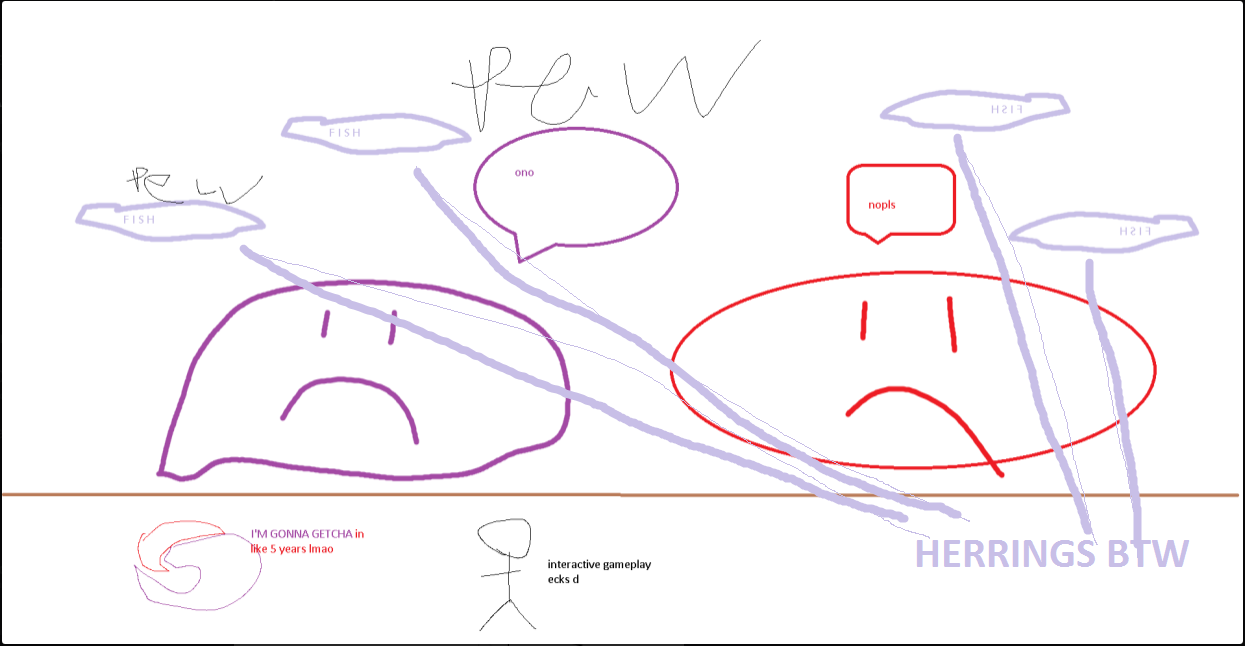 PEW
FISH
HSIF
ono
PEW
nopls
FISH
HSIF
I'M GONNA GETCHA in
like 5 years lmao
interactive gameplay
ecks d
HERRINGS BTW